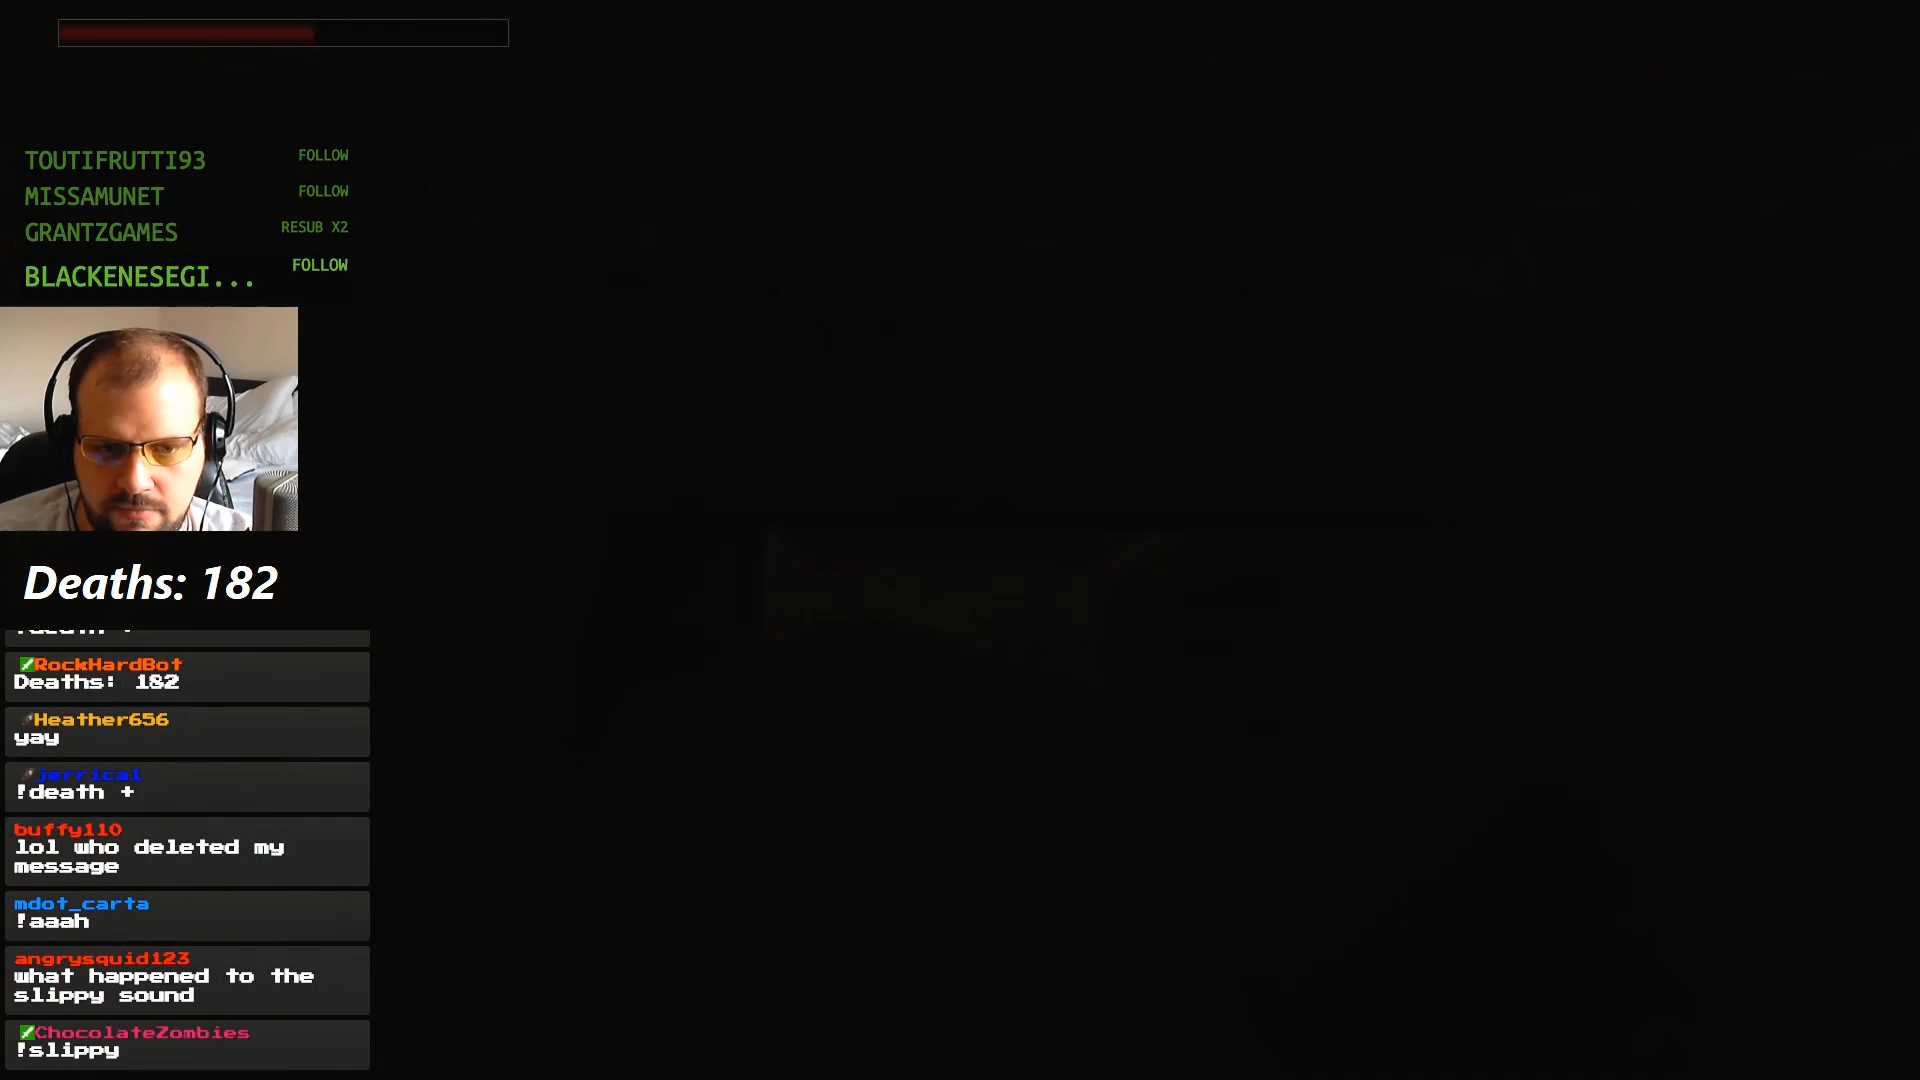 TOUTIFRUTTI93 FOLLOW
MISSAMUNET FOLLOW
GRANTZGAMES RESUB X2
BLACKENESEGI... FOLLOW
Deaths: 182
!death +
RockHardBot
Deaths: 182
Heather656
yay
jerrica1
!death +
buffy110
lol who deleted my
message
mdot_carta
!aaah
angrysquid123
what happened to the
slippy sound
ChocolateZombies
!slippy